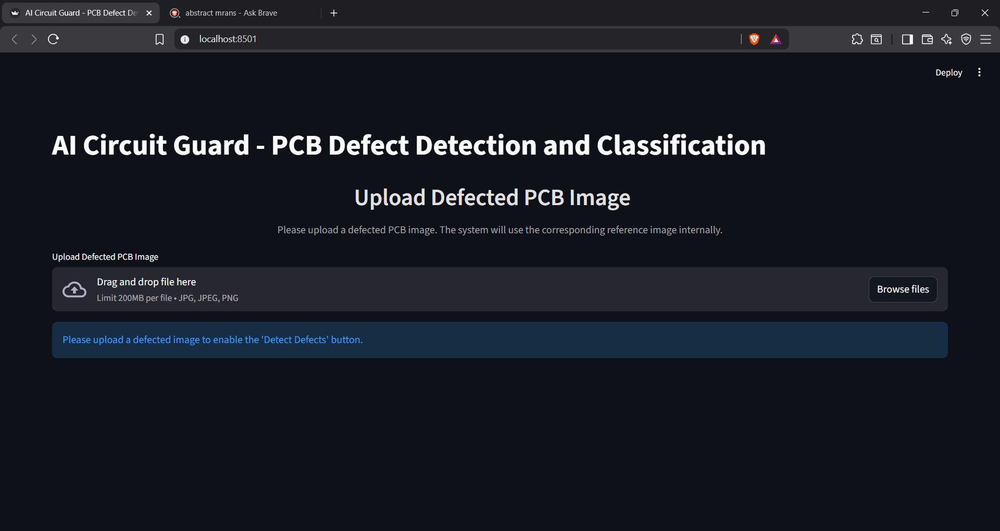 AI Circuit Guard - PCB Defect De
abstract mrans - Ask Brave
localhost:8501
Deploy
AI Circuit Guard - PCB Defect Detection and Classification
Upload Defected PCB Image
Please upload a defected PCB image. The system will use the corresponding reference image internally.
Upload Defected PCB Image
Drag and drop file here
Limit 200MB per file • JPG, JPEG, PNG
Browse files
Please upload a defected image to enable the 'Detect Defects' button.